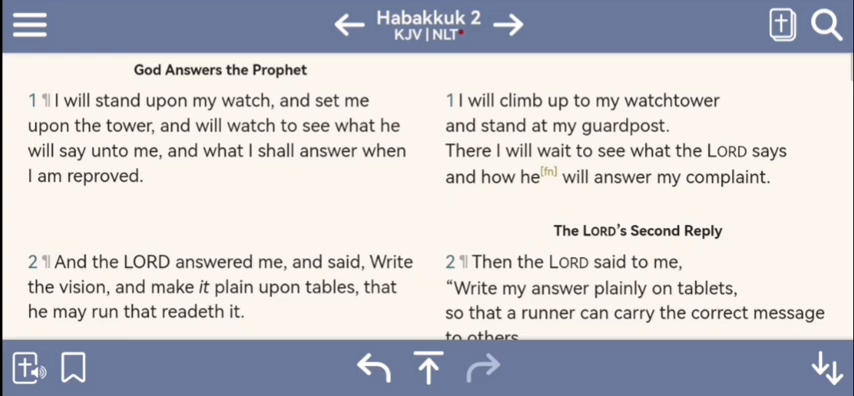 Habakkuk 2
KJV | NLT
God Answers the Prophet
1 ¶ I will stand upon my watch, and set me
upon the tower, and will watch to see what he
will say unto me, and what I shall answer when
I am reproved.
2 ¶ And the LORD answered me, and said, Write
the vision, and make it plain upon tables, that
he may run that readeth it.
1 I will climb up to my watchtower
and stand at my guardpost.
There I will wait to see what the LORD says
and how he[fn] will answer my complaint.
The LORD's Second Reply
2 ¶ Then the LORD said to me,
“Write my answer plainly on tablets,
so that a runner can carry the correct message
to others.